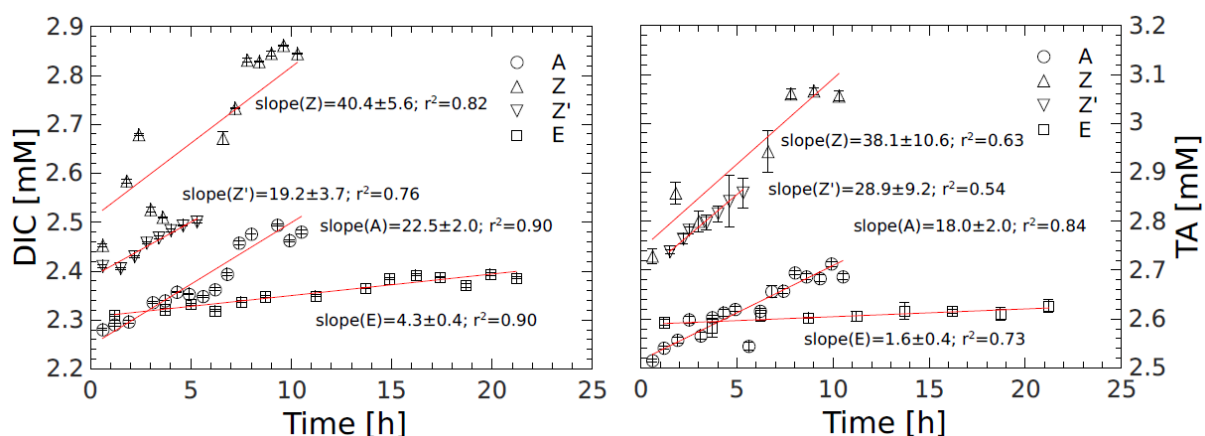 2.9
2.8
2.7
2.6
2.5
2.4
2.3
2.2
DIC [mM]
0
5
10
15
20
25
Time [h]
A
Z
Z'
E
slope(Z)=40.4±5.6; r²=0.82
slope(Z')=19.2±3.7; r²=0.76
slope(A)=22.5±2.0; r²=0.90
slope(E)=4.3±0.4; r²=0.90
A
Z
Z'
E
slope(Z)=38.1±10.6; r²=0.63
slope(Z')=28.9±9.2; r²=0.54
slope(A)=18.0±2.0; r²=0.84
slope(E)=1.6±0.4; r²=0.73
3.2
3.1
3
2.9
2.8
2.7
2.6
2.5
TA [mM]
0
5
10
15
20
25
Time [h]